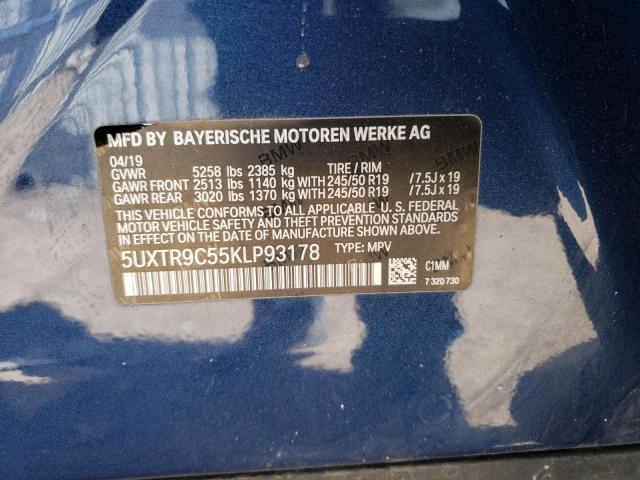 MFD BY BAYERISCHE MOTOREN WERKE AG
04/19
GVWR 5258 lbs 2385 kg TIRE / RIM
GAWR FRONT 2513 lbs 1140 kg WITH 245/50 R19 /7.5J x 19
GAWR REAR 3020 lbs 1370 kg WITH 245/50 R19 /7.5J x 19
THIS VEHICLE CONFORMS TO ALL APPLICABLE U. S. FEDERAL
MOTOR VEHICLE SAFETY AND THEFT PREVENTION STANDARDS
IN EFFECT ON THE DATE OF MANUFACTURE SHOWN ABOVE.
5UXTR9C55KLP93178 TYPE: MPV
C1MM
7 320 730